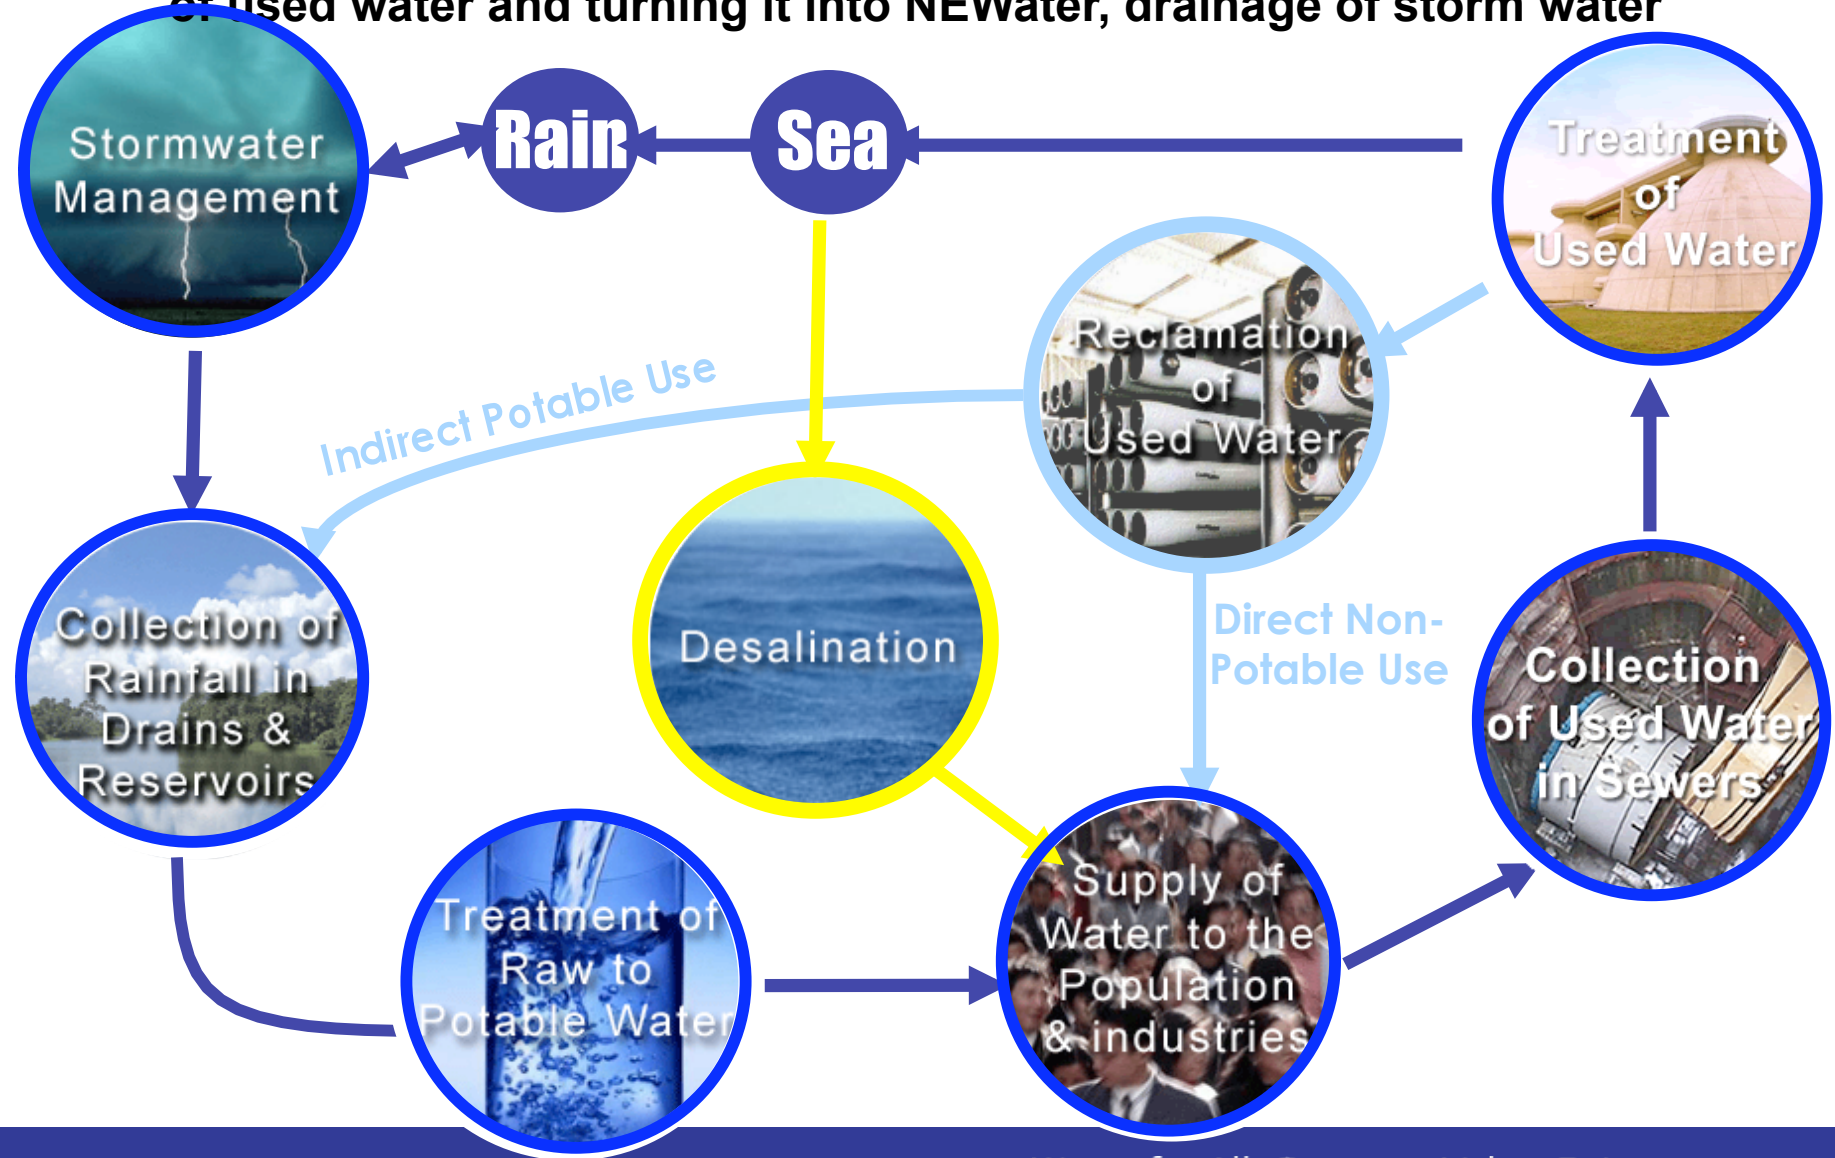 of used water and turning it into NEWater, drainage of storm water
Stormwater
Management
Rain
Sea
Treatment
of
Used Water
Reclamation
of
Used Water
Indirect Potable Use
Collection of
Rainfall in
Drains &
Reservoirs
Desalination
Direct Non-
Potable Use
Collection
of Used Water
in Sewers
Treatment of
Raw to
Potable Water
Supply of
Water to the
Population
& industries